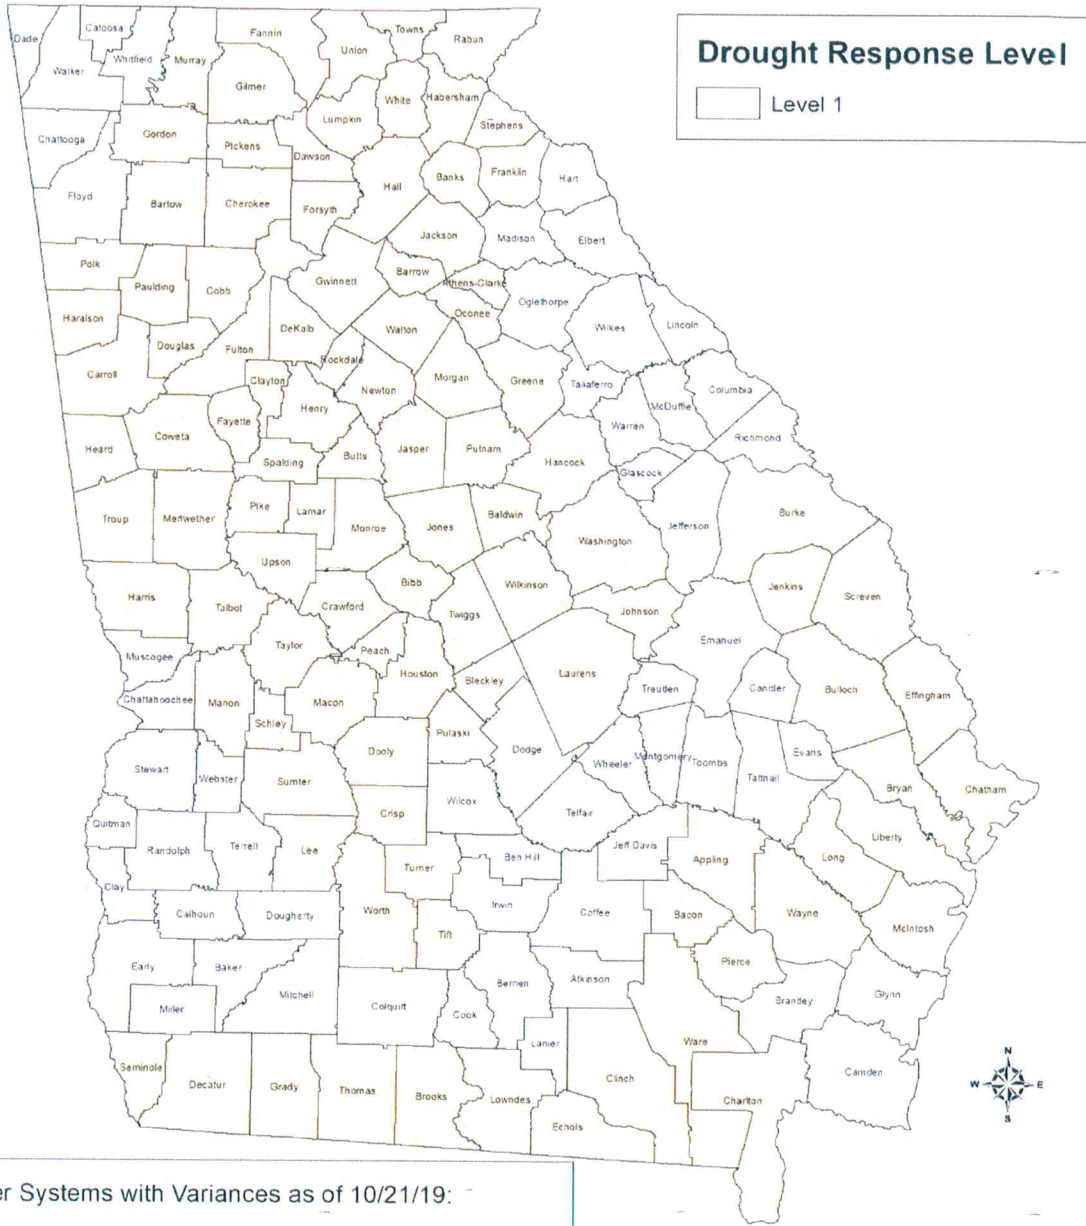 Drought Response Level
Level 1
Dade
Catoosa
Whitfield
Walker
Murray
Fannin
Gilmer
Union
Towns
Rabun
White
Habersham
Lumpkin
Stephens
Chattooga
Gordon
Pickens
Dawson
Floyd
Bartow
Cherokee
Forsyth
Hall
Banks
Franklin
Hart
Jackson
Madison
Elbert
Polk
Paulding
Cobb
Gwinnett
Barrow
Athens-Clarke
Oconee
Oglethorpe
Wilkes
Lincoln
Haralson
Douglas
Fulton
DeKalb
Walton
Rockdale
Carroll
Clayton
Newton
Morgan
Greene
Taliaferro
Columbia
McDuffie
Henry
Fayette
Warren
Richmond
Heard
Coweta
Spalding
Butts
Jasper
Putnam
Hancock
Glascock
Troup
Meriwether
Pike
Lamar
Monroe
Jones
Baldwin
Washington
Jefferson
Burke
Upson
Bibb
Wilkinson
Jenkins
Screven
Harris
Talbot
Crawford
Twiggs
Johnson
Emanuel
Muscogee
Taylor
Peach
Houston
Bleckley
Laurens
Treutlen
Candler
Bulloch
Effingham
Chattahoochee
Marion
Schley
Macon
Pulaski
Dodge
Dooly
Wheeler
Montgomery
Toombs
Tattnall
Evans
Bryan
Chatham
Stewart
Webster
Sumter
Wilcox
Crisp
Telfair
Liberty
Quitman
Randolph
Terrell
Lee
Turner
Ben Hill
Jeff Davis
Appling
Long
Clay
Calhoun
Dougherty
Worth
Tift
Irwin
Coffee
Bacon
Wayne
McIntosh
Early
Baker
Mitchell
Miller
Colquitt
Cook
Berrien
Atkinson
Pierce
Brantley
Glynn
Lanier
Ware
Seminole
Decatur
Grady
Thomas
Brooks
Lowndes
Echols
Clinch
Charlton
Camden
N
W
E
S
er Systems with Variances as of 10/21/19: